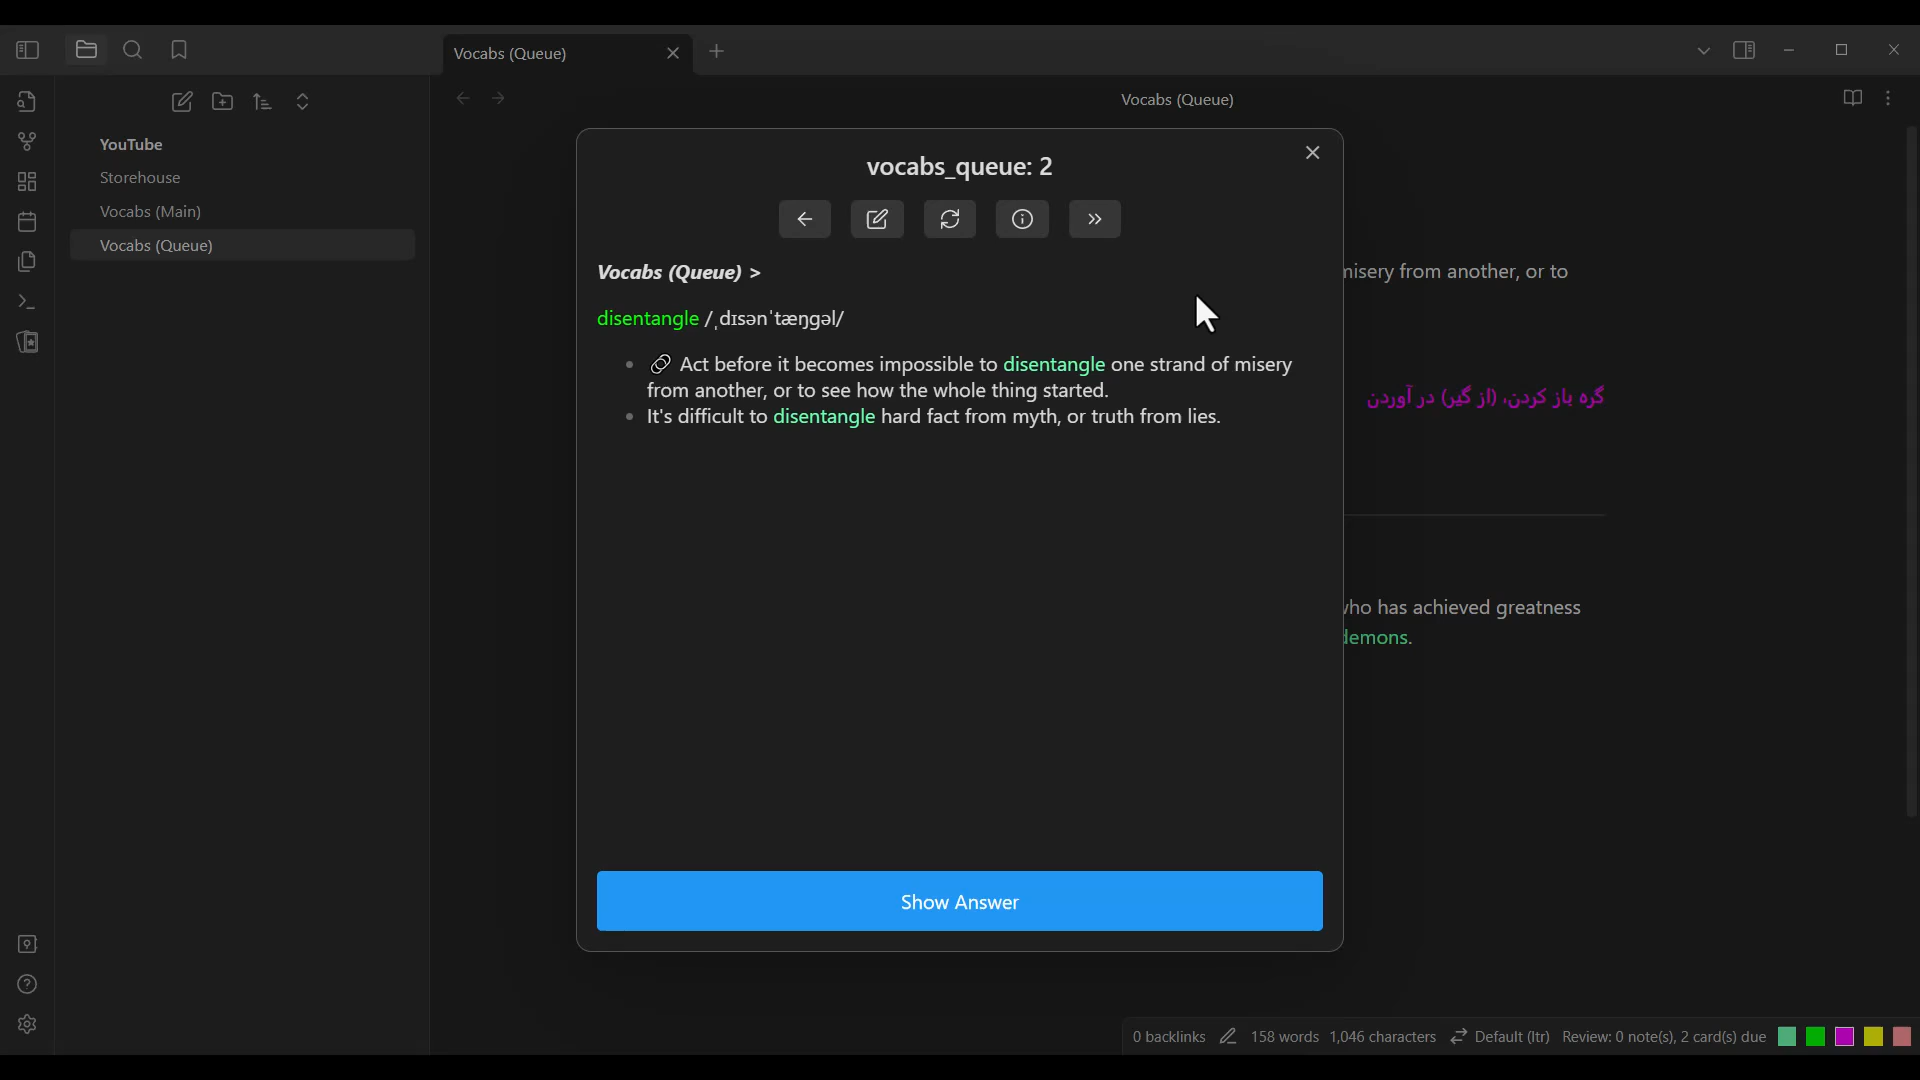 Vocabs (Queue)
YouTube
Storehouse
Vocabs (Main)
Vocabs (Queue)
Vocabs (Queue)
vocabs_queue: 2
Vocabs (Queue) >
disentangle /ˌdɪsənˈtæŋɡəl/
Act before it becomes impossible to disentangle one strand of misery
from another, or to see how the whole thing started.
It's difficult to disentangle hard fact from myth, or truth from lies.
Show Answer
misery from another, or to
گره باز کردن، (از گیر) در آوردن
who has achieved greatness
demons.
0 backlinks 158 words 1,046 characters Default (ltr) Review: 0 note(s), 2 card(s) due